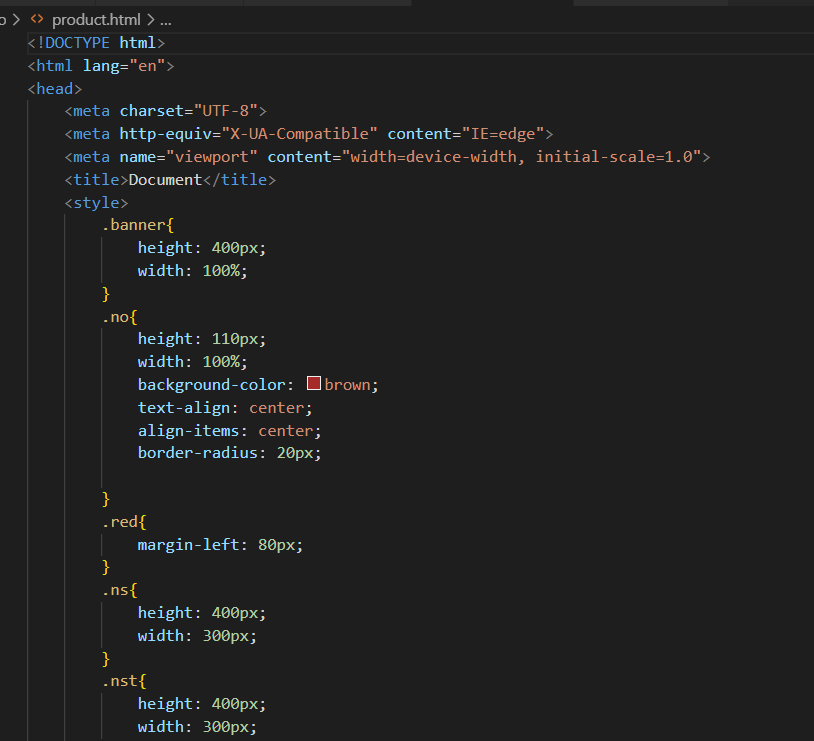 o > <> product.html > ...
<!DOCTYPE html>
<html lang="en">
<head>
    <meta charset="UTF-8">
    <meta http-equiv="X-UA-Compatible" content="IE=edge">
    <meta name="viewport" content="width=device-width, initial-scale=1.0">
    <title>Document</title>
    <style>
        .banner{
            height: 400px;
            width: 100%;
        }
        .no{
            height: 110px;
            width: 100%;
            background-color: brown;
            text-align: center;
            align-items: center;
            border-radius: 20px;

        }
        .red{
            margin-left: 80px;
        }
        .ns{
            height: 400px;
            width: 300px;
        }
        .nst{
            height: 400px;
            width: 300px;